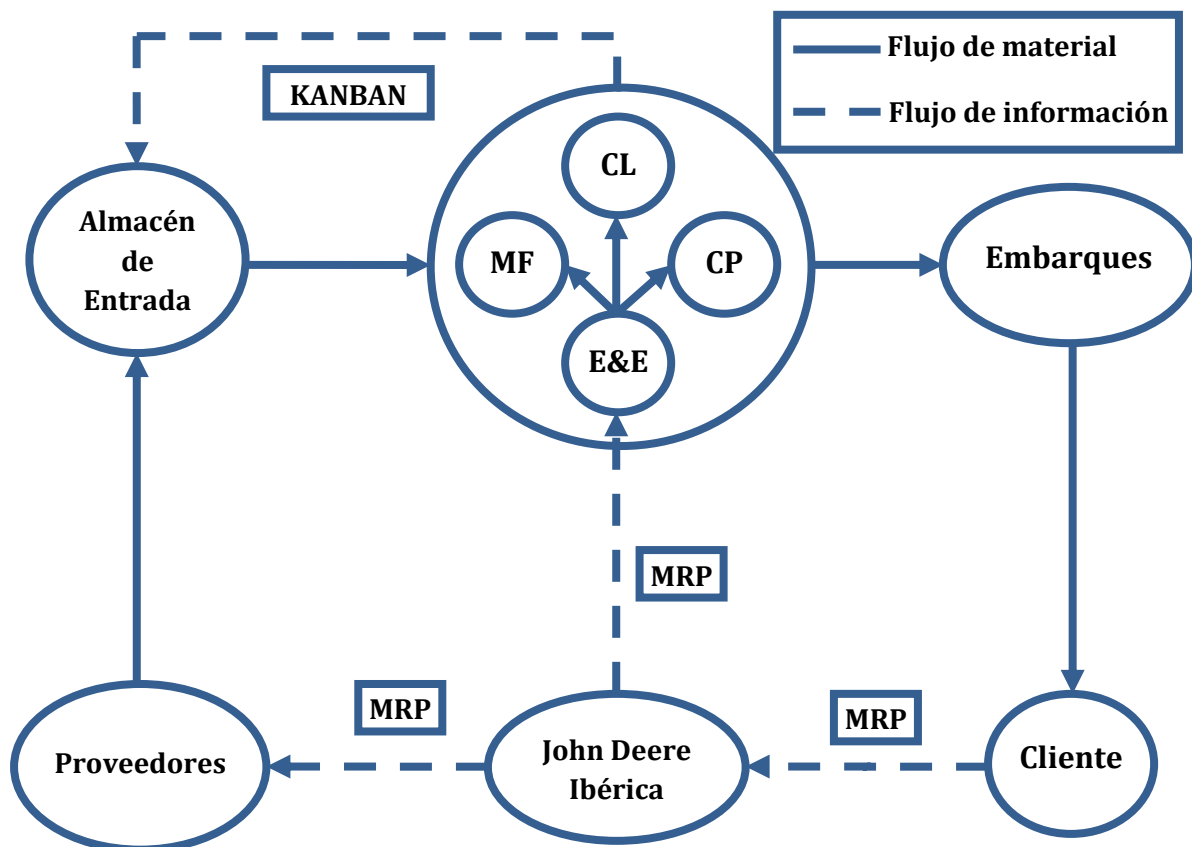 KANBAN
Flujo de material
Flujo de información
Almacén
de
Entrada
CL
MF
CP
E&E
Embarques
MRP
MRP
MRP
Proveedores
John Deere
Ibérica
Cliente